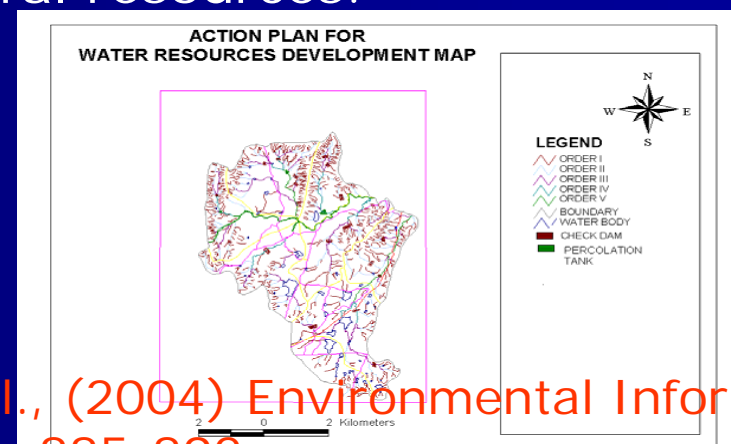 resources.
ACTION PLAN FOR
WATER RESOURCES DEVELOPMENT MAP
N
W E
S
LEGEND
ORDER I
ORDER II
ORDER III
ORDER IV
ORDER V
BOUNDARY
WATER BODY
CHECK DAM
PERCOLATION
TANK
l., (2004) Environmental Infor
2 0 2 Kilometers